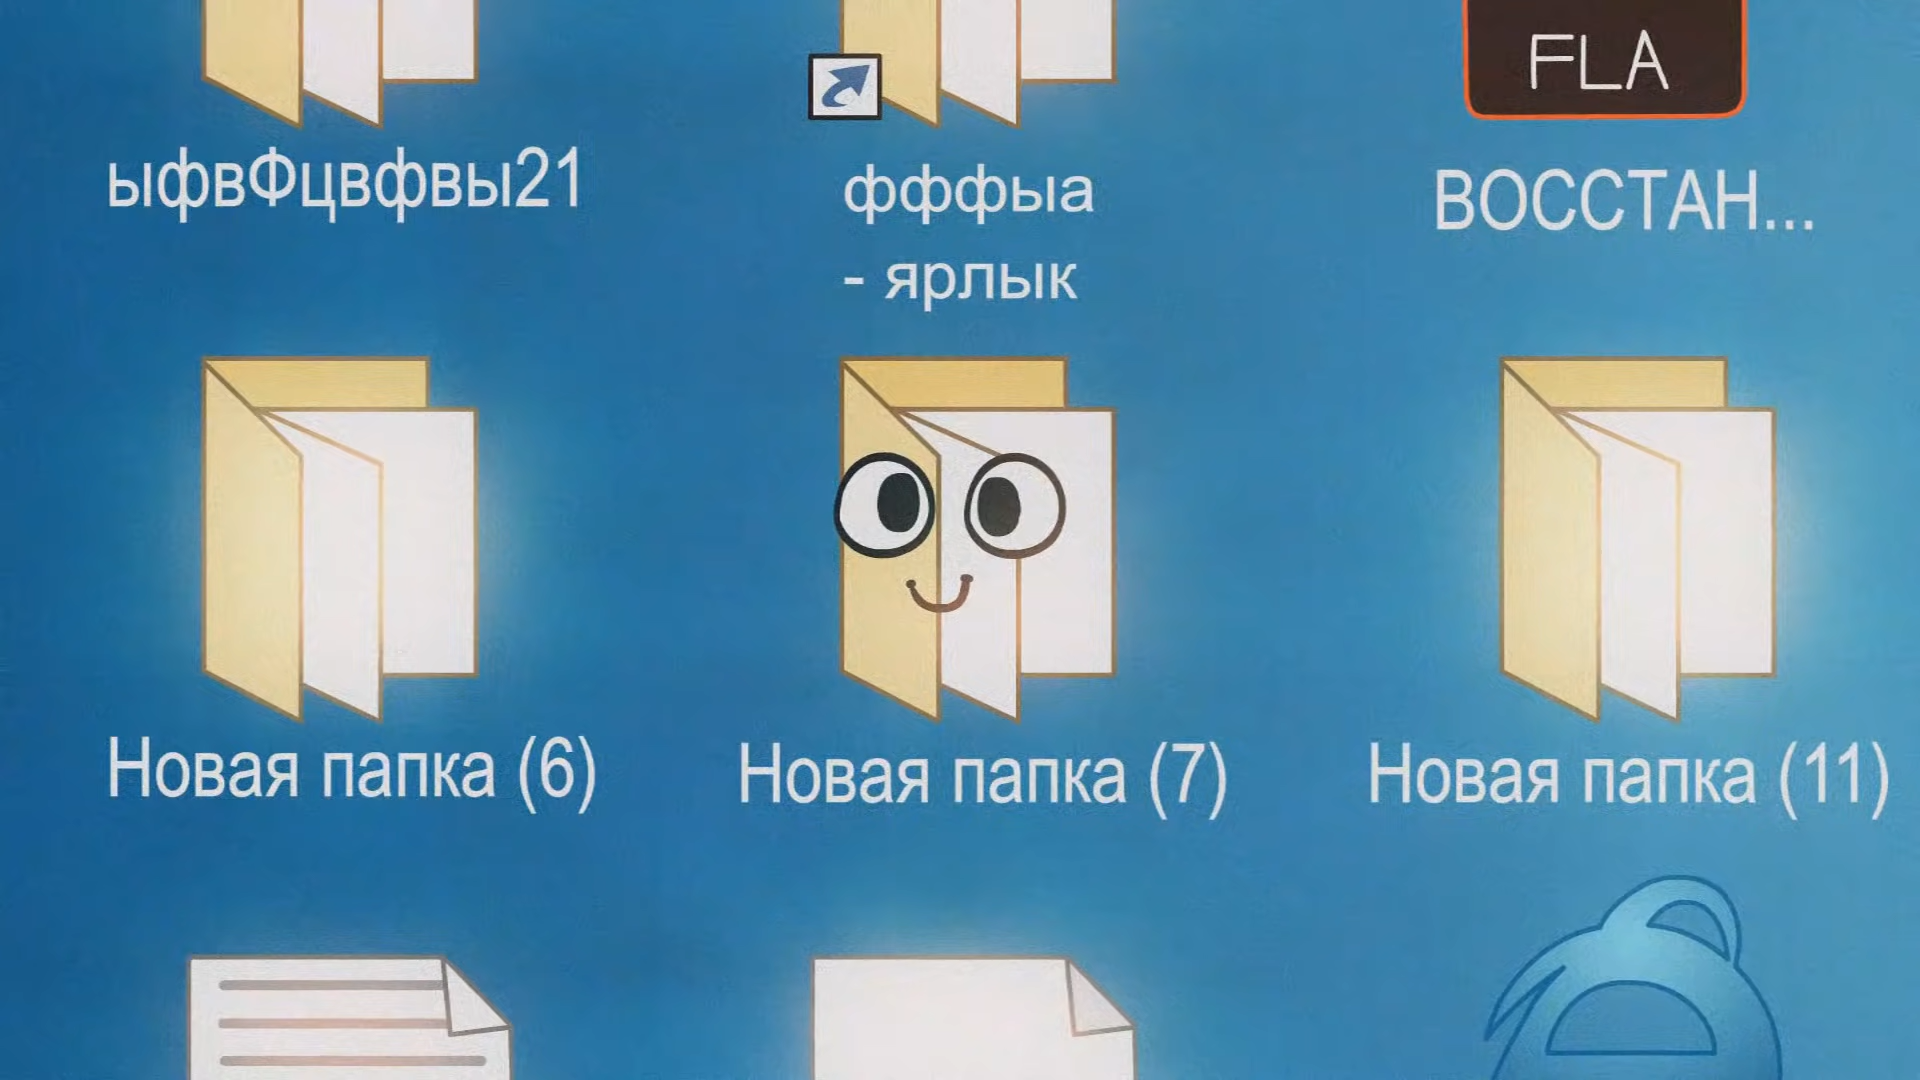 FLA
ыфвФцвфвы21
фффыа
- ярлык
ВОССТАН...
Новая папка (6)
Новая папка (7)
Новая папка (11)